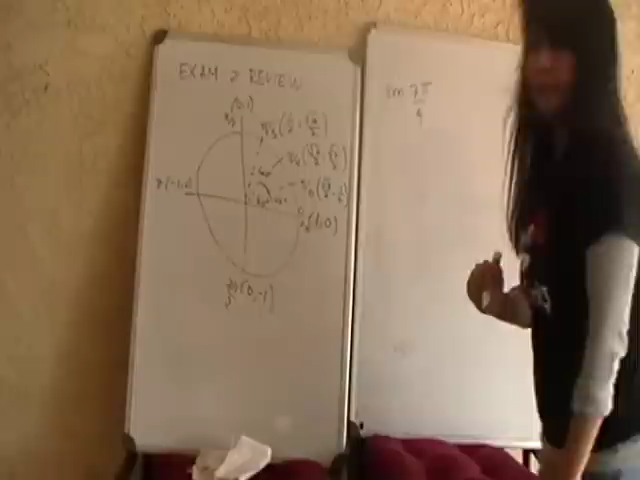 EXAM 2 REVIEW
(0,1)
π/3 (1/2, √3/2)
π/4 (√2/2, √2/2)
π/6 (√3/2, 1/2)
π (-1,0)
(1,0)
(0,-1)
sin 7π/4